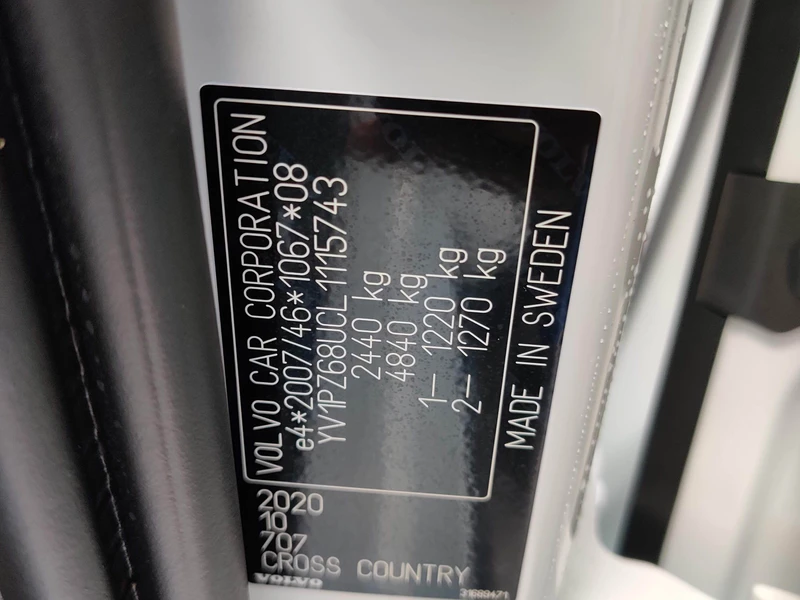 VOLVO CAR CORPORATION
e4*2007/46*1067*08
YV1PZ68UCL1115743
2440 kg
4840 kg
1– 1220 kg
2– 1270 kg
MADE IN SWEDEN
2020
10
707
CROSS COUNTRY
VOLVO
31689471